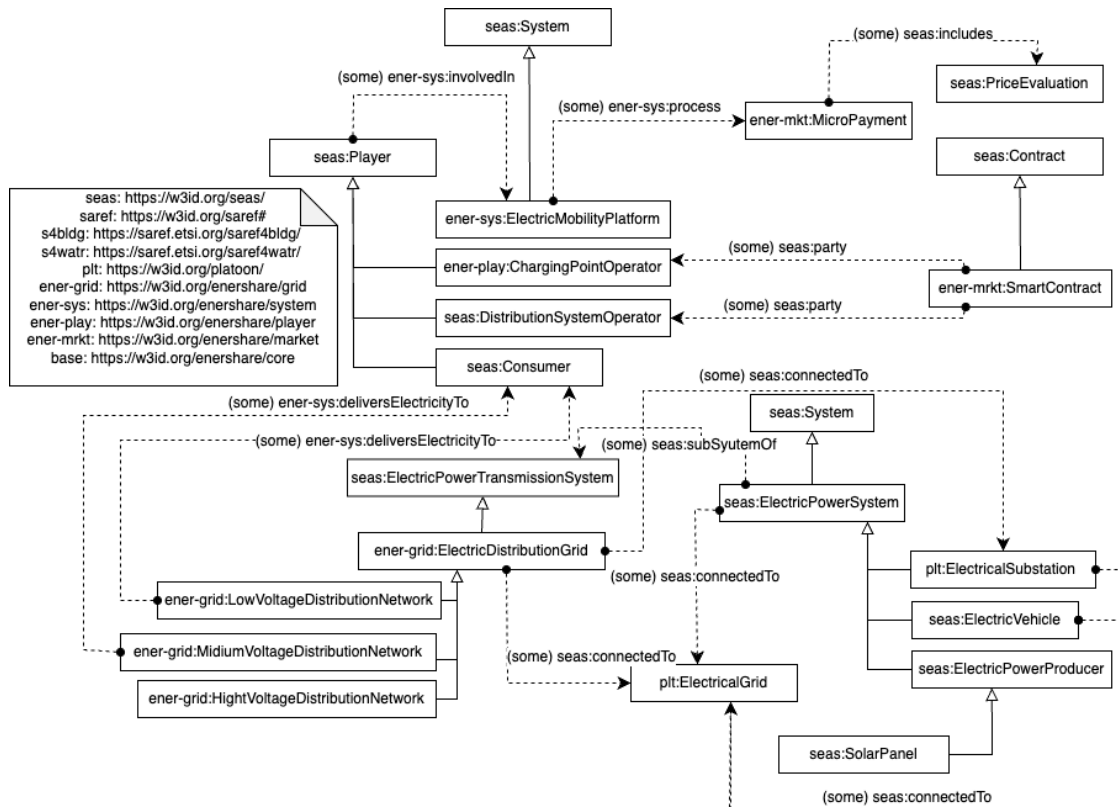 seas:System
(some) seas:includes
(some) ener-sys:involvedIn
seas:PriceEvaluation
(some) ener-sys:process
ener-mkt:MicroPayment
seas:Player
seas:Contract
seas: https://w3id.org/seas/
saref: https://w3id.org/saref#
s4bldg: https://saref.etsi.org/saref4bldg/
s4watr: https://saref.etsi.org/saref4watr/
plt: https://w3id.org/platoon/
ener-grid: https://w3id.org/enershare/grid
ener-sys: https://w3id.org/enershare/system
ener-play: https://w3id.org/enershare/player
ener-mrkt: https://w3id.org/enershare/market
base: https://w3id.org/enershare/core
ener-sys:ElectricMobilityPlatform
(some) seas:party
ener-play:ChargingPointOperator
ener-mrkt:SmartContract
(some) seas:party
seas:DistributionSystemOperator
seas:Consumer
(some) seas:connectedTo
(some) ener-sys:deliversElectricityTo
seas:System
(some) ener-sys:deliversElectricityTo
(some) seas:subSyutemOf
seas:ElectricPowerTransmissionSystem
seas:ElectricPowerSystem
ener-grid:ElectricDistributionGrid
plt:ElectricalSubstation
(some) seas:connectedTo
ener-grid:LowVoltageDistributionNetwork
seas:ElectricVehicle
ener-grid:MidiumVoltageDistributionNetwork
(some) seas:connectedTo
seas:ElectricPowerProducer
plt:ElectricalGrid
ener-grid:HightVoltageDistributionNetwork
seas:SolarPanel
(some) seas:connectedTo